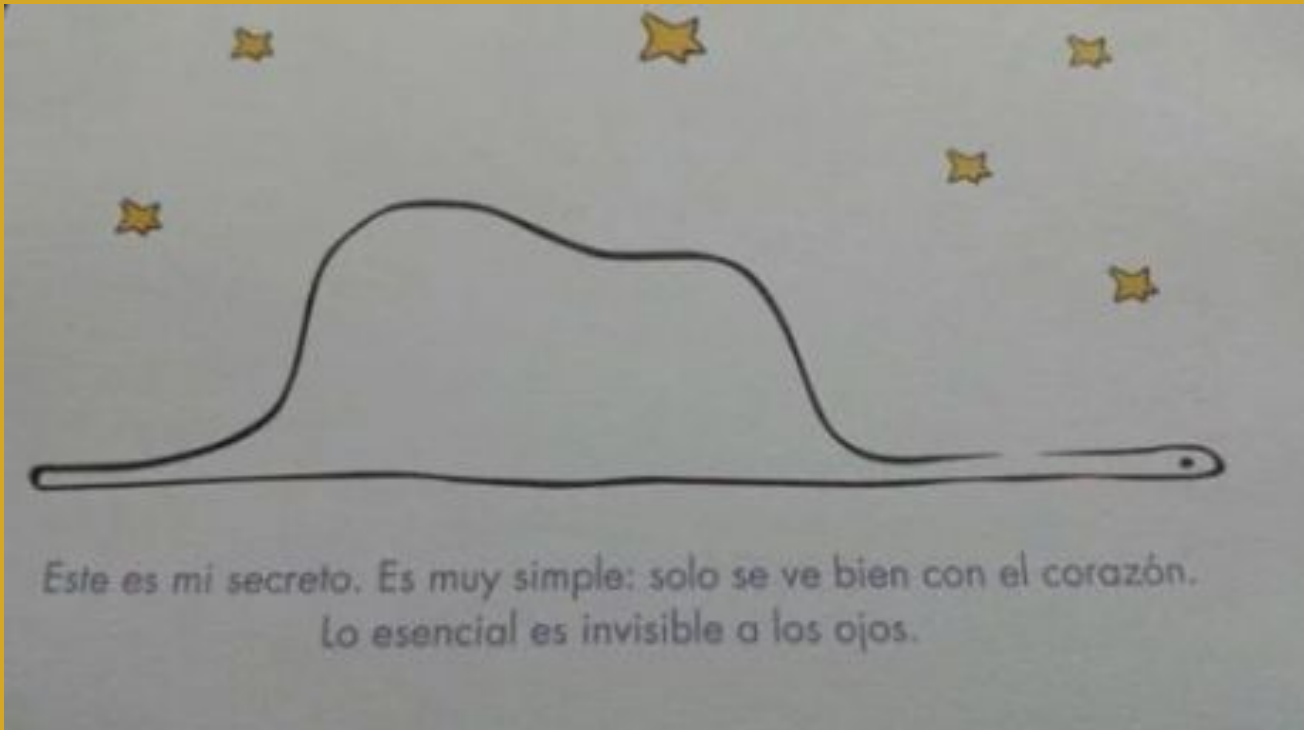 Este es mi secreto. Es muy simple: solo se ve bien con el corazón.
Lo esencial es invisible a los ojos.